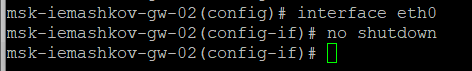 msk-iemashkov-gw-02(config)# interface eth0
msk-iemashkov-gw-02(config-if)# no shutdown
msk-iemashkov-gw-02(config-if)#